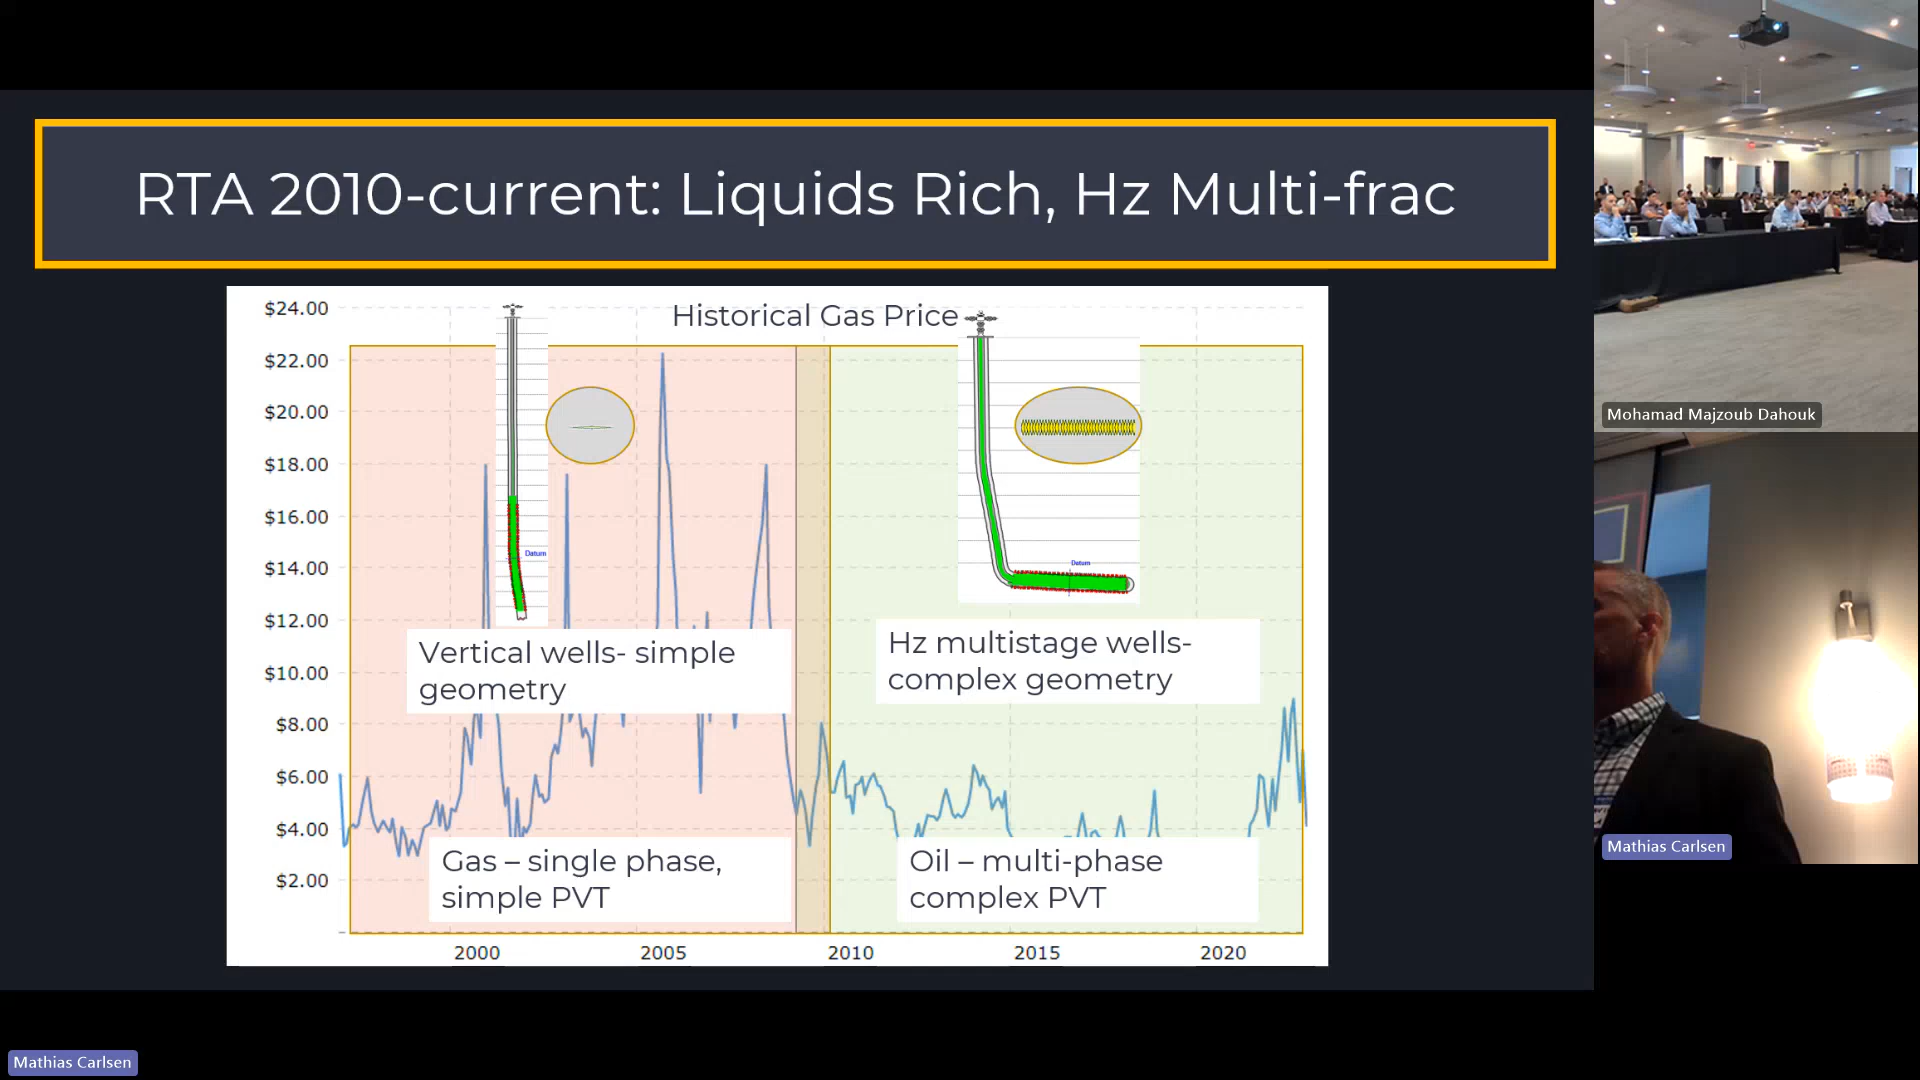 RTA 2010-current: Liquids Rich, Hz Multi-frac
Historical Gas Price
$24.00
$22.00
$20.00
$18.00
$16.00
$14.00
$12.00
$10.00
$8.00
$6.00
$4.00
$2.00
Datum
Datum
Vertical wells- simple
geometry
Hz multistage wells-
complex geometry
Gas – single phase,
simple PVT
Oil – multi-phase
complex PVT
2000 2005 2010 2015 2020
Mohamad Majzoub Dahouk
Mathias Carlsen
Mathias Carlsen